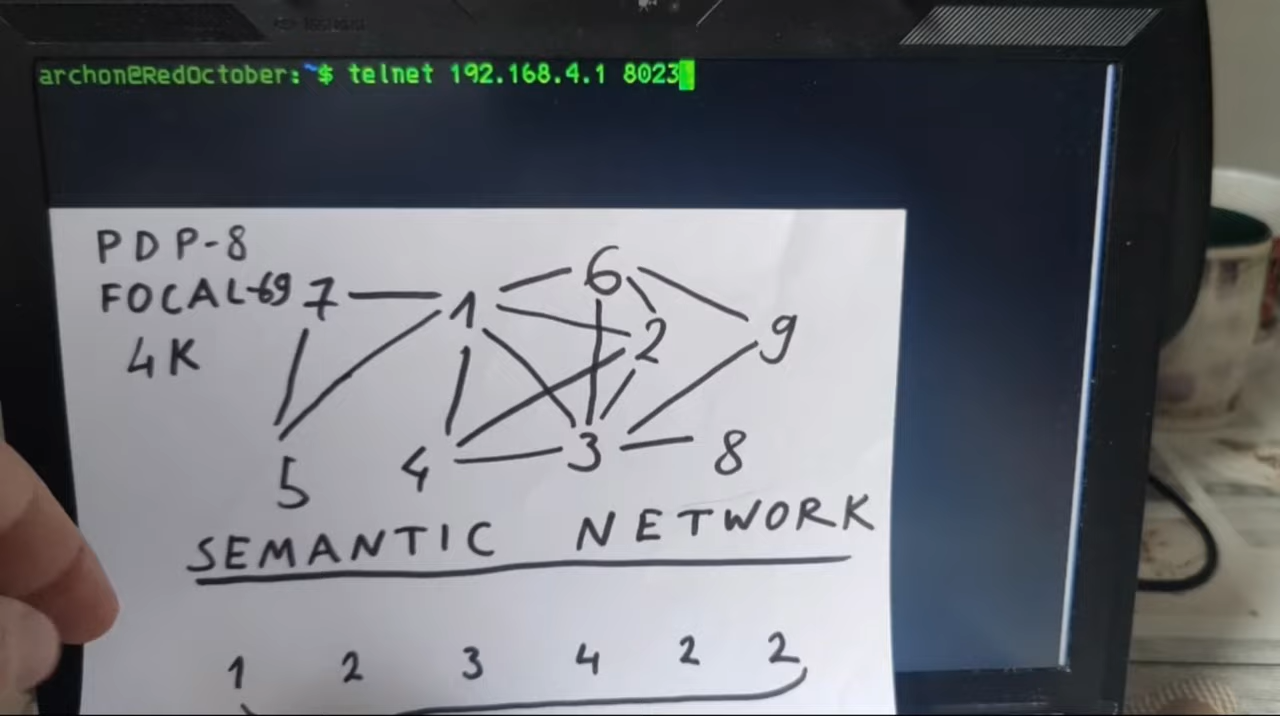 archon@RedOctober:~$ telnet 192.168.4.1 8023
PDP-8
FOCAL-69
4K
7 1 6
2 9
5 4 3 8
SEMANTIC NETWORK
1 2 3 4 2 2